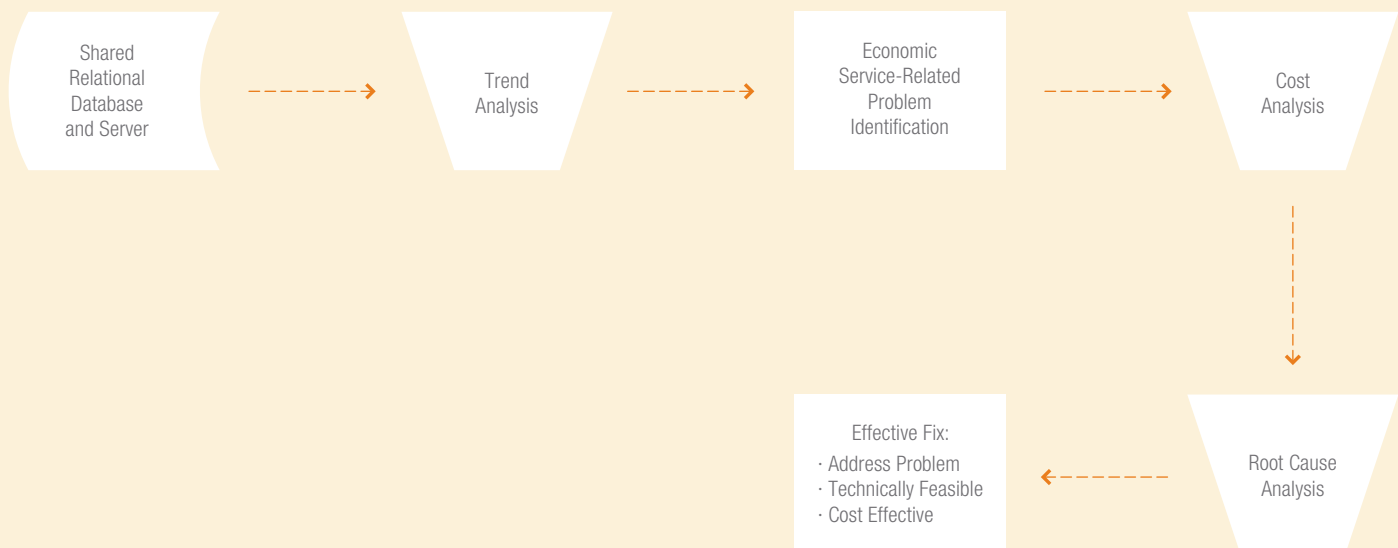 Shared
Relational
Database
and Server
Trend
Analysis
Economic
Service-Related
Problem
Identification
Cost
Analysis
Root Cause
Analysis
Effective Fix:
· Address Problem
· Technically Feasible
· Cost Effective